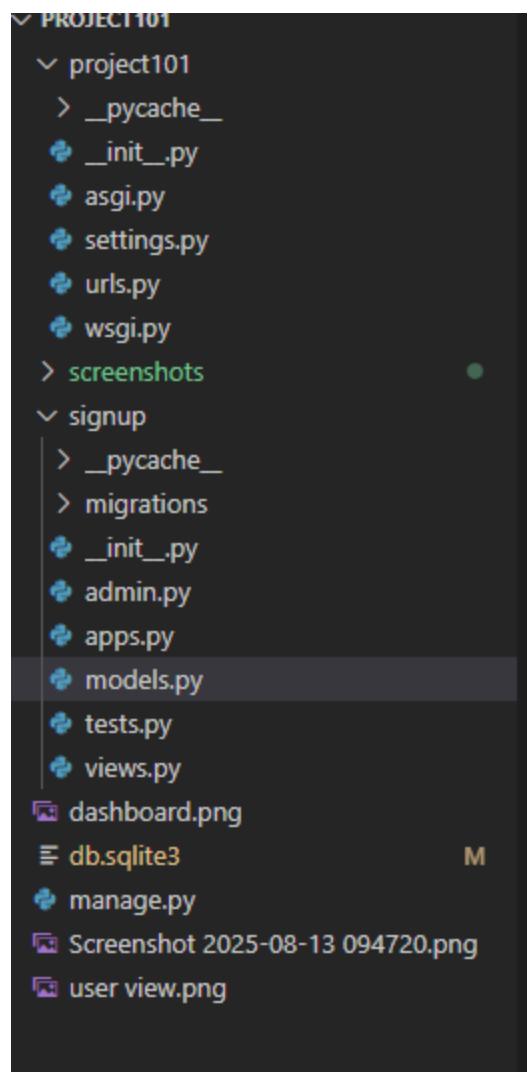 PROJECT101
project101
__pycache__
__init__.py
asgi.py
settings.py
urls.py
wsgi.py
screenshots
signup
__pycache__
migrations
__init__.py
admin.py
apps.py
models.py
tests.py
views.py
dashboard.png
db.sqlite3 M
manage.py
Screenshot 2025-08-13 094720.png
user view.png